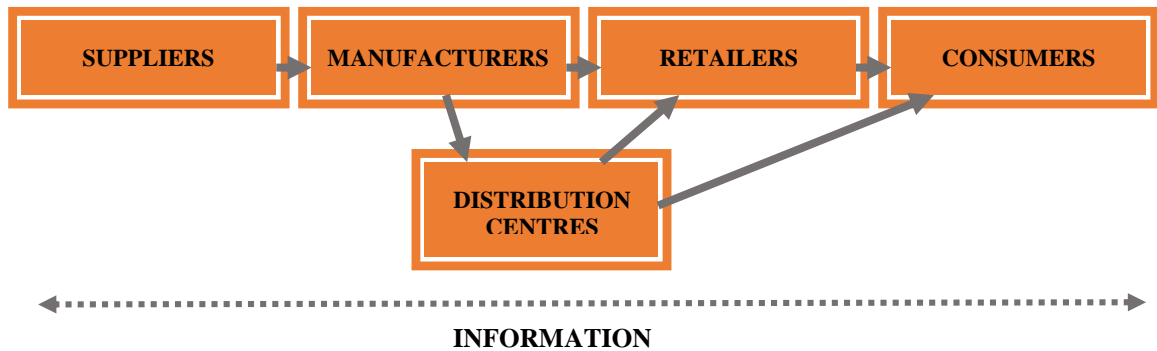 SUPPLIERS
MANUFACTURERS
RETAILERS
CONSUMERS
DISTRIBUTION
CENTRES
INFORMATION